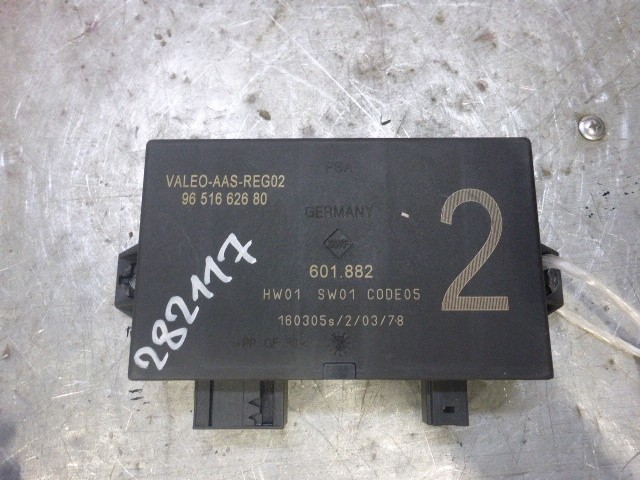 PSA
VALEO-AAS-REG02
96 516 626 80
GERMANY
2
601.882
HW01 SW01 CODE05
160305s/2/03/78
282117